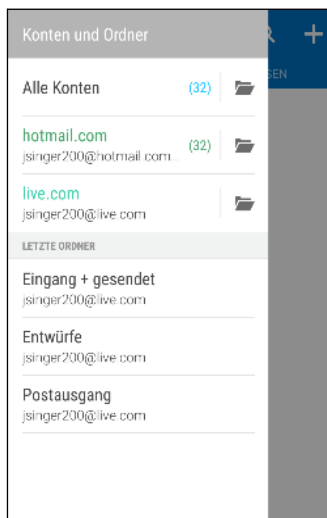 Konten und Ordner
SEN
Alle Konten (32)
hotmail.com (32)
jsinger200@hotmail.com...
live.com
jsinger200@live.com
LETZTE ORDNER
Eingang + gesendet
jsinger200@live.com
Entwürfe
jsinger200@live.com
Postausgang
jsinger200@live.com